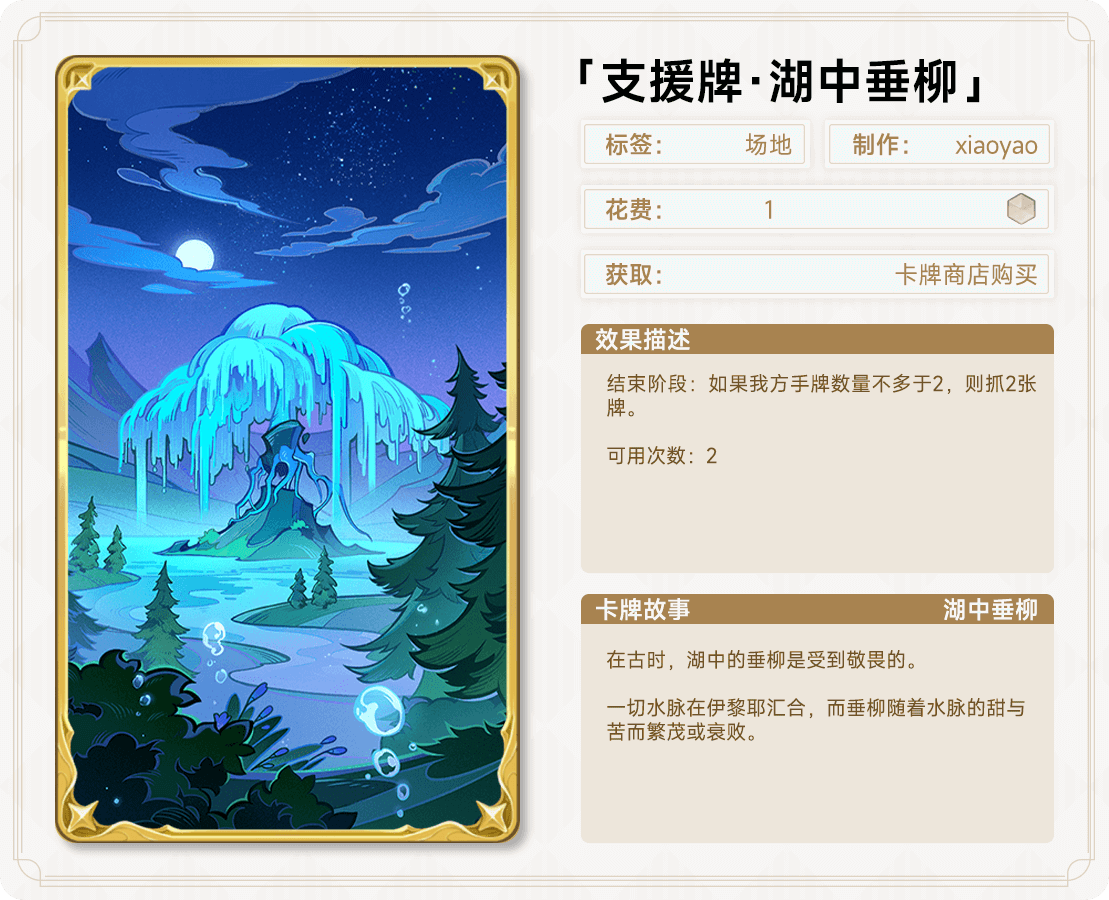 「支援牌·湖中垂柳」
标签： 场地 制作： xiaoyao
花费： 1
获取： 卡牌商店购买
效果描述
结束阶段：如果我方手牌数量不多于2，则抓2张
牌。
可用次数：2
卡牌故事 湖中垂柳
在古时，湖中的垂柳是受到敬畏的。
一切水脉在伊黎耶汇合，而垂柳随着水脉的甜与
苦而繁茂或衰败。